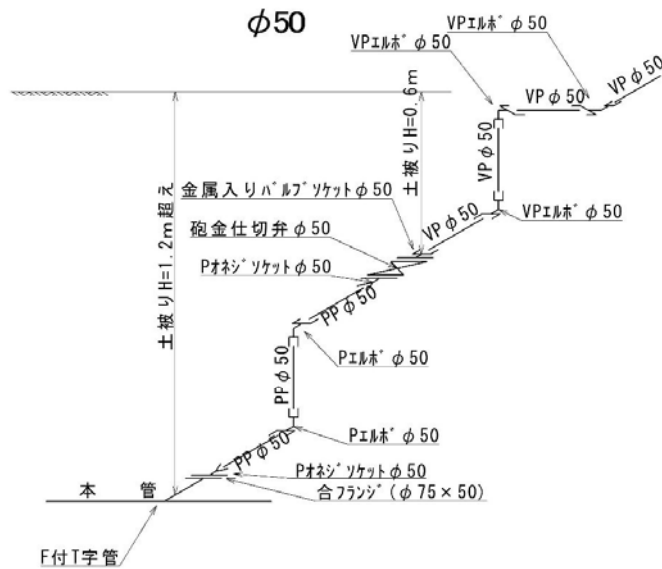 φ50
VPｴﾙﾎﾞφ50
VPｴﾙﾎﾞφ50
VPφ50
VPφ50
VPφ50
土被りH=0.6m
土被りH=1.2m超え
金属入りﾊﾞﾙﾌﾞｿｹｯﾄφ50
VPφ50
VPｴﾙﾎﾞφ50
砲金仕切弁φ50
Pｵﾈｼﾞｿｹｯﾄφ50
PPφ50
Pｴﾙﾎﾞφ50
PPφ50
Pｴﾙﾎﾞφ50
PPφ50
Pｵﾈｼﾞｿｹｯﾄφ50
合ﾌﾗﾝｼﾞ(φ75×50)
本 管
F付T字管